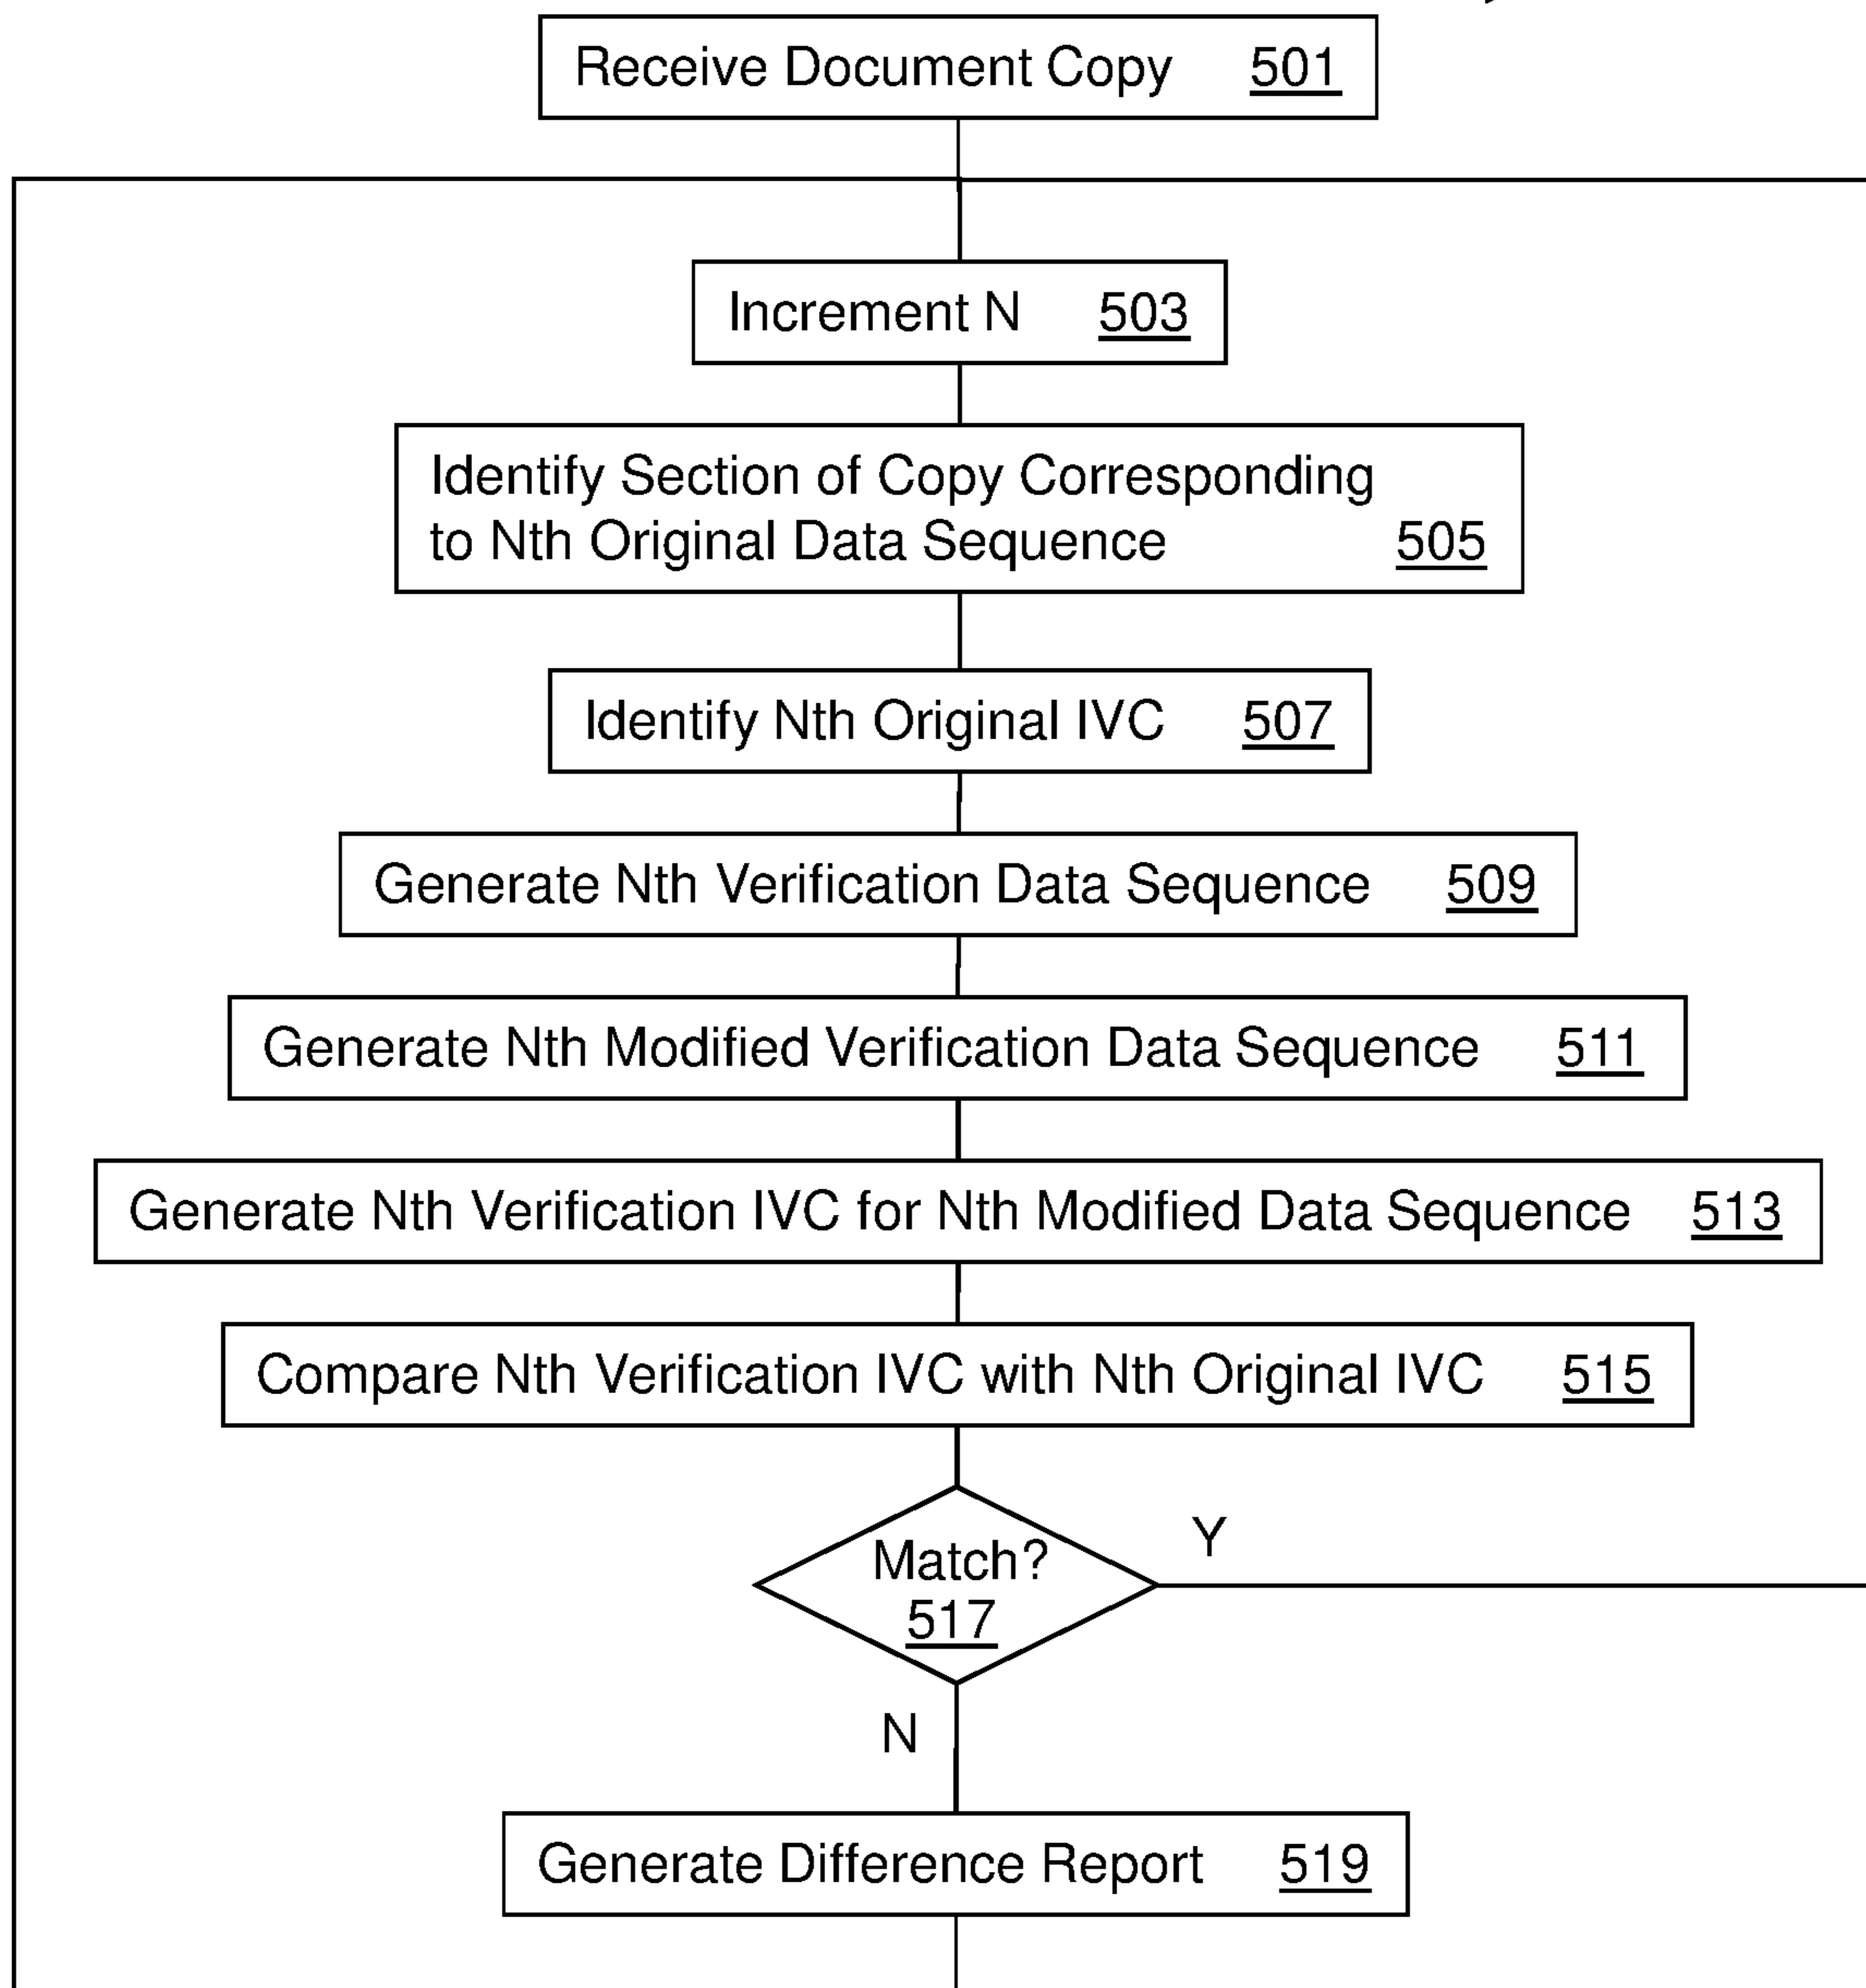 Receive Document Copy 501
Increment N 503
Identify Section of Copy Corresponding
to Nth Original Data Sequence 505
Identify Nth Original IVC 507
Generate Nth Verification Data Sequence 509
Generate Nth Modified Verification Data Sequence 511
Generate Nth Verification IVC for Nth Modified Data Sequence 513
Compare Nth Verification IVC with Nth Original IVC 515
Y
Match?
517
N
Generate Difference Report 519